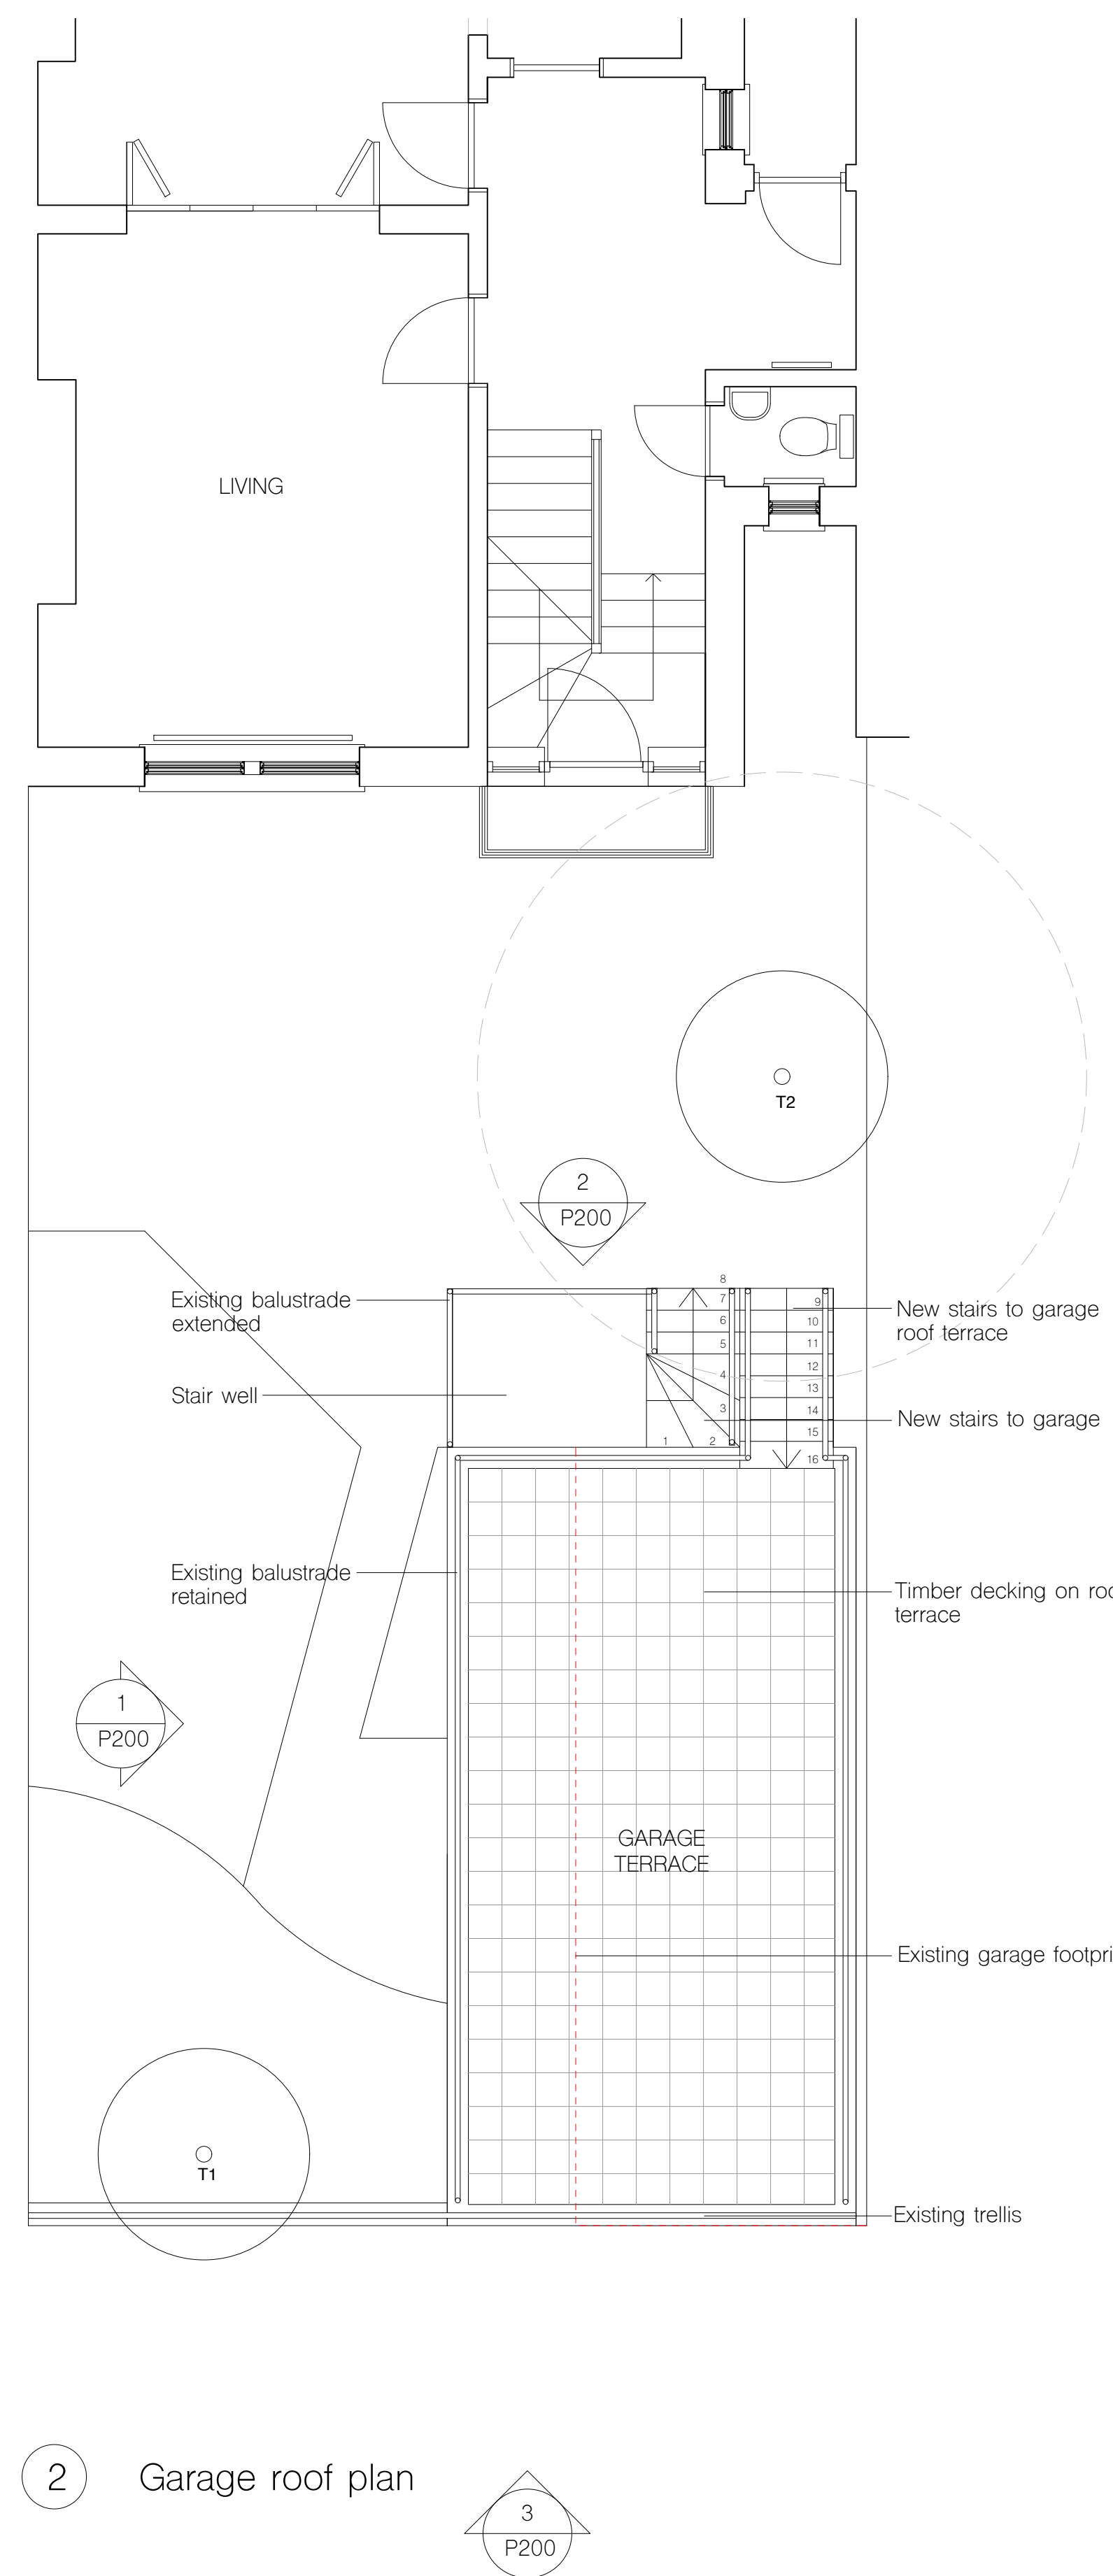 LIVING
T2
2
P200
8
7
6
5
4
3
2
1
9
10
11
12
13
14
15
16
Existing balustrade
extended
New stairs to garage
roof terrace
Stair well
New stairs to garage
Existing balustrade
retained
Timber decking on
terrace
1
P200
GARAGE
TERRACE
Existing garage footpri
T1
Existing trellis
2
Garage roof plan
3
P200